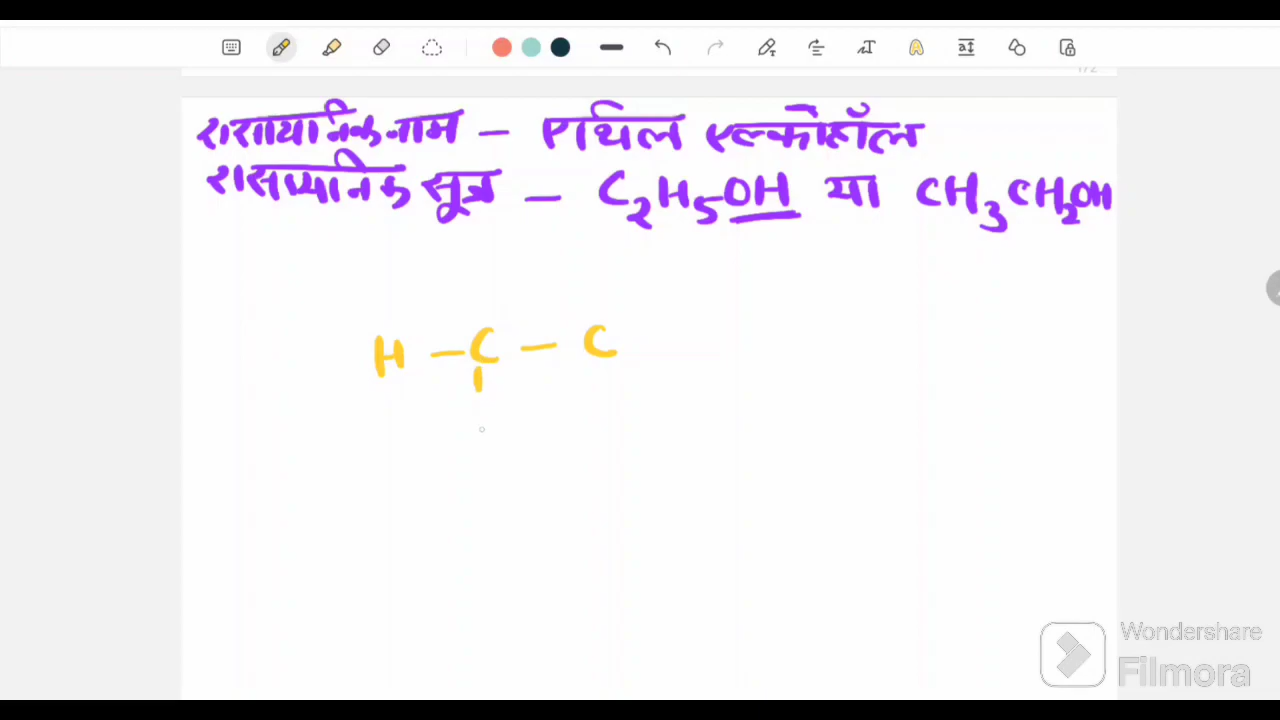 रासायनिक नाम – एथिल एल्कोहॉल
रासायनिक सूत्र – C₂H₅OH या CH₃CH₂OH
H – C – C
Wondershare
Filmora